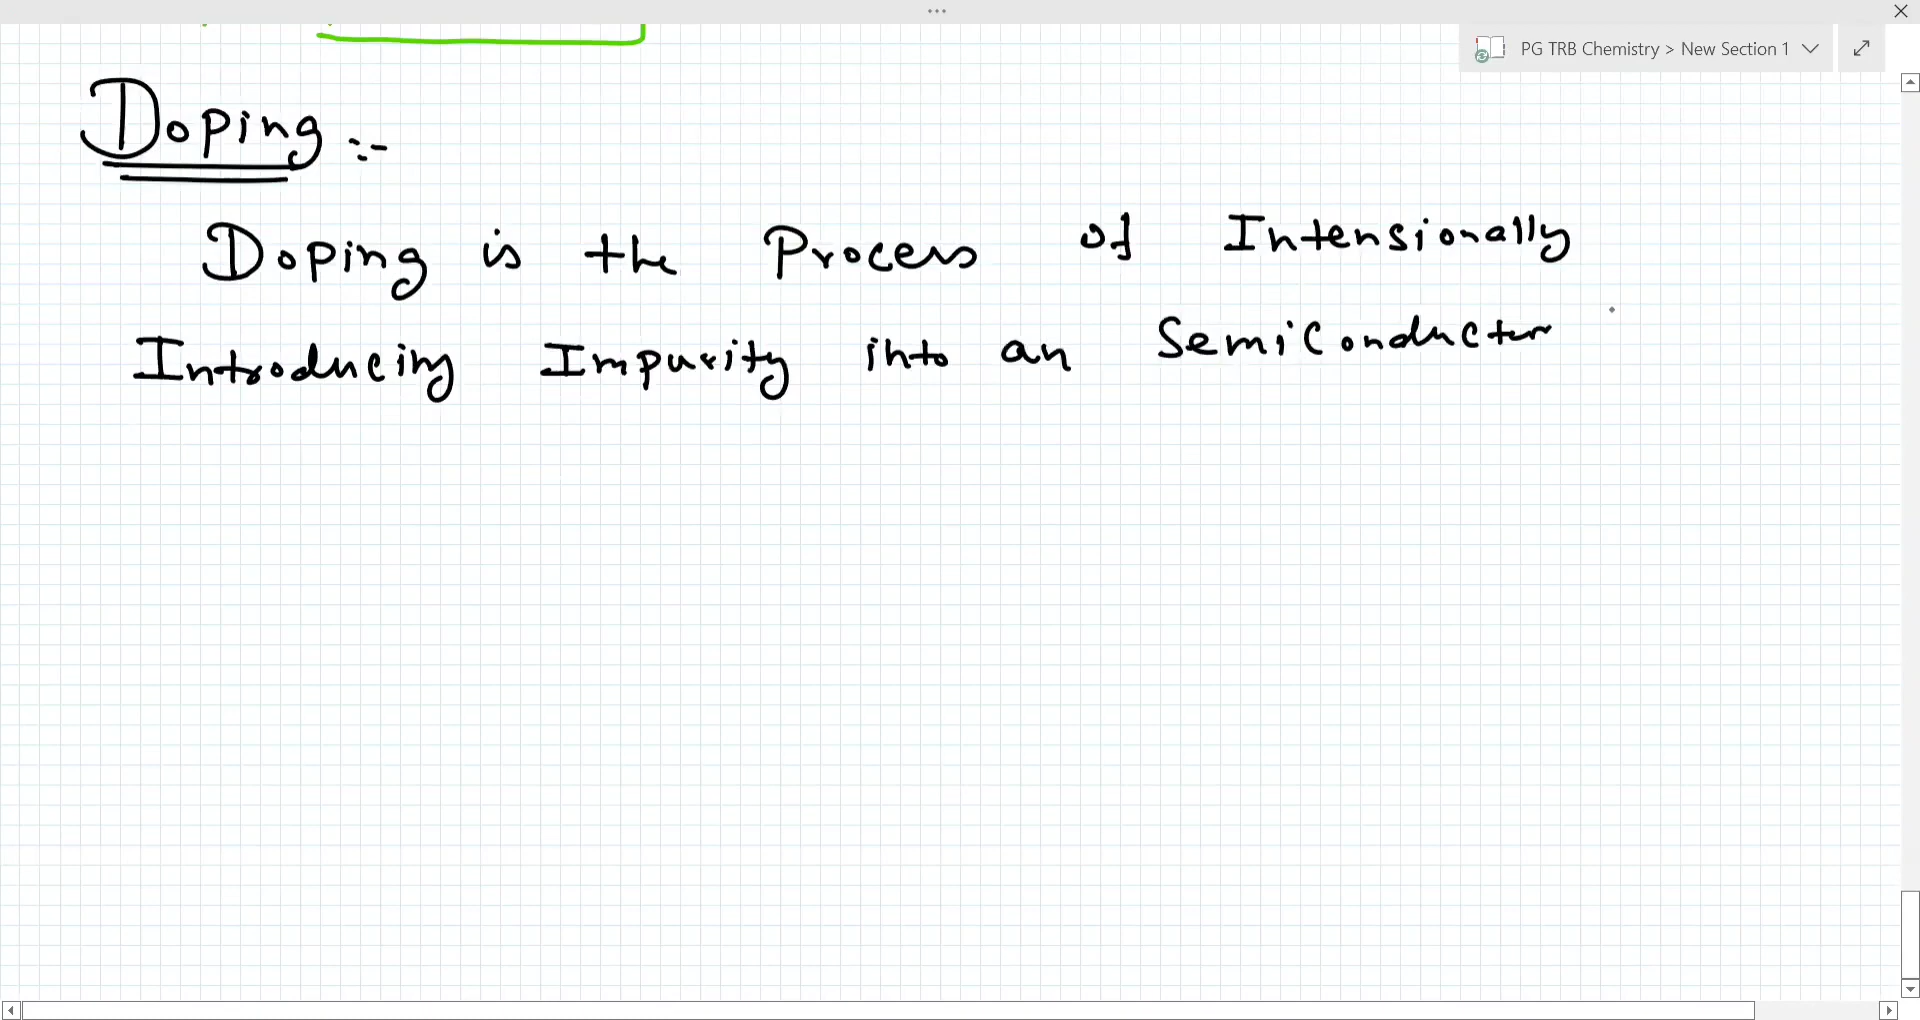 PG TRB Chemistry > New Section 1
Doping :-
Doping is the Process of Intensionally
Introducing Impurity into an SemiConductor